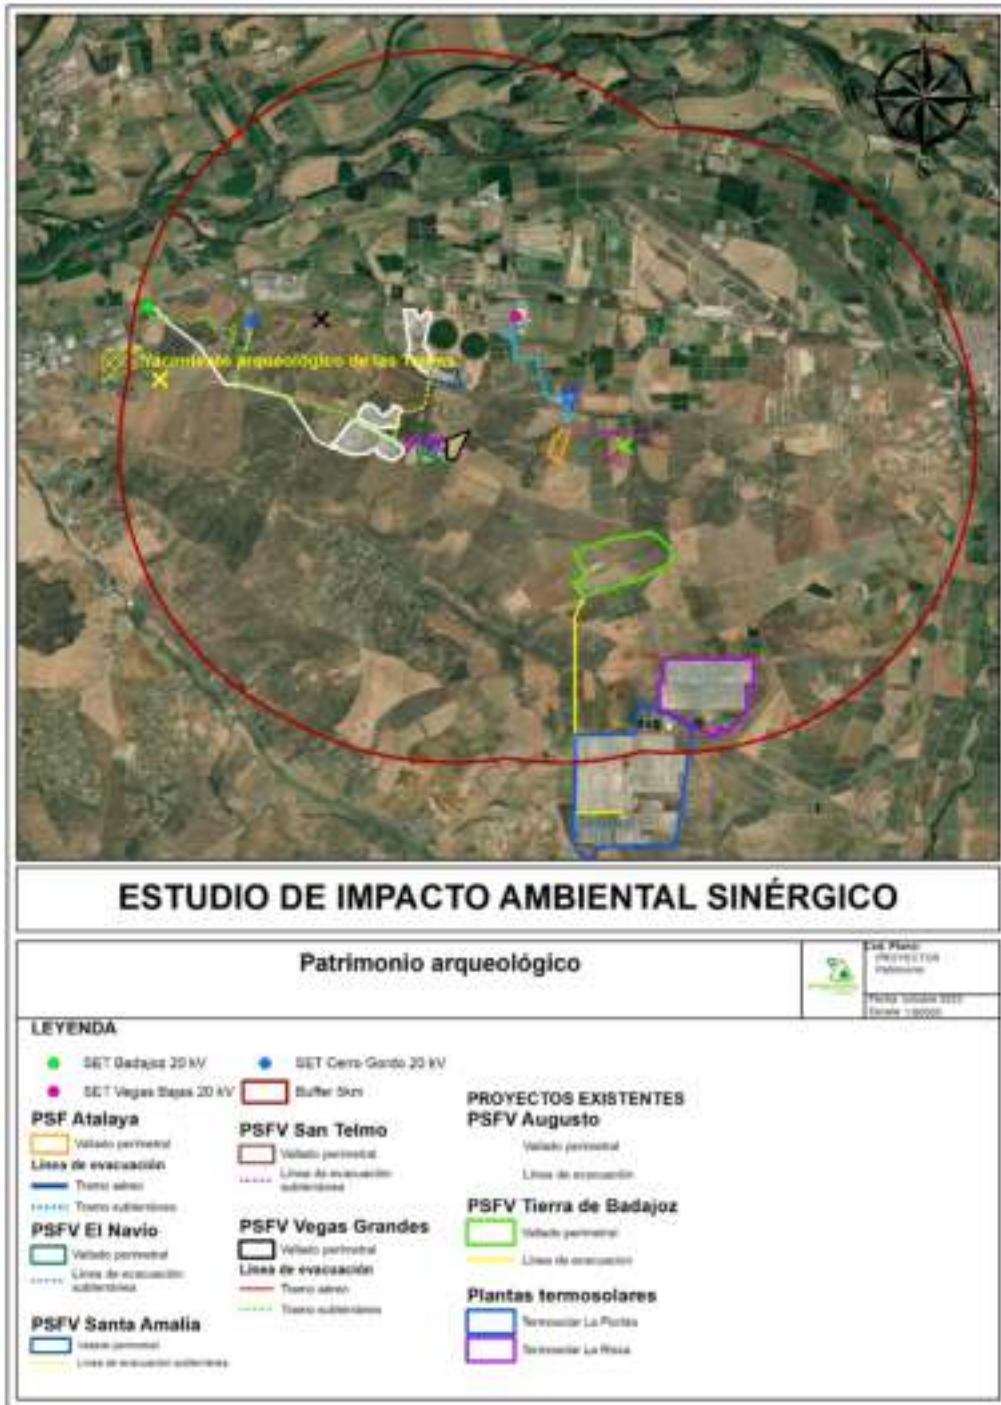 Yacimiento arqueológico de las Tomas
ESTUDIO DE IMPACTO AMBIENTAL SINÉRGICO
Patrimonio arqueológico
LEYENDA
SET Badajoz 20 kV
SET Cerro Gordo 20 kV
SET Vegas Bajas 20 kV
Buffer 5km
PSF Atalaya
Vallado perimetral
Línea de evacuación
Tramo aéreo
Tramo subterráneo
PSFV El Navio
Vallado perimetral
Línea de evacuación
subterránea
PSFV Santa Amalia
Vallado perimetral
Línea de evacuación subterránea
PSFV San Telmo
Vallado perimetral
Línea de evacuación
subterránea
PSFV Vegas Grandes
Vallado perimetral
Línea de evacuación
Tramo aéreo
Tramo subterráneo
PROYECTOS EXISTENTES
PSFV Augusto
Vallado perimetral
Línea de evacuación
PSFV Tierra de Badajoz
Vallado perimetral
Línea de evacuación
Plantas termosolares
Termosolar La Florida
Termosolar La Risca
PROYECTOS
Patrimonio